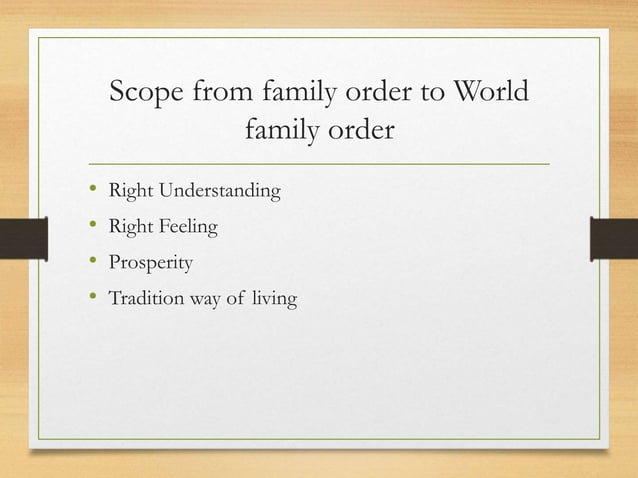 Scope from family order to World
family order
• Right Understanding
• Right Feeling
• Prosperity
• Tradition way of living